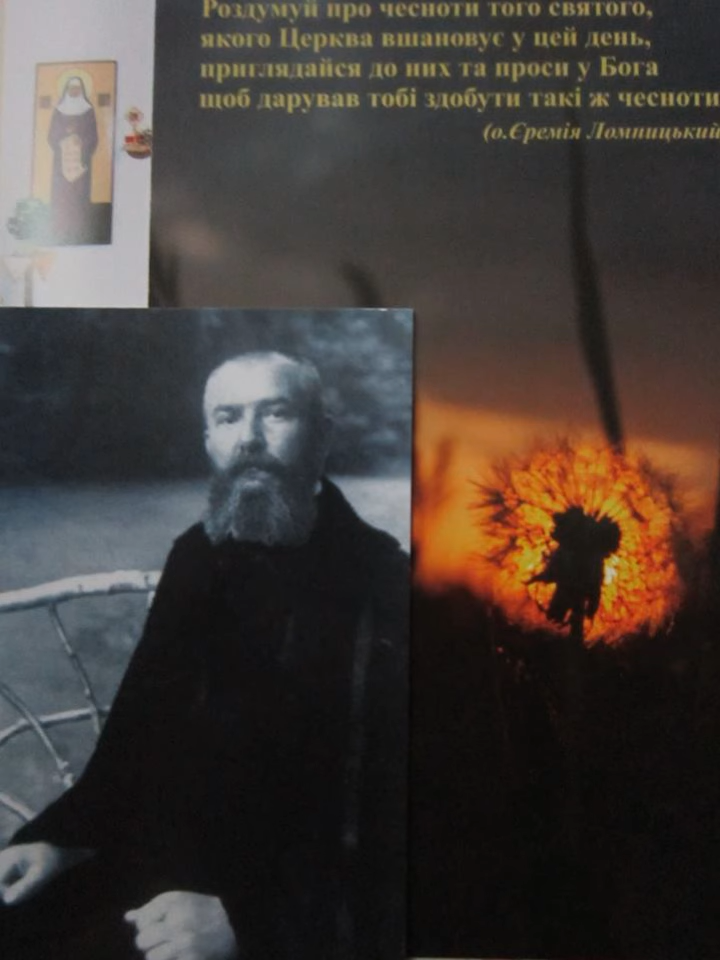 Роздумуй про чесноти того святого,
якого Церква вшановує у цей день,
приглядайся до них та проси у Бога
щоб дарував тобі здобути такі ж чесноти
(о.Єремія Ломницький